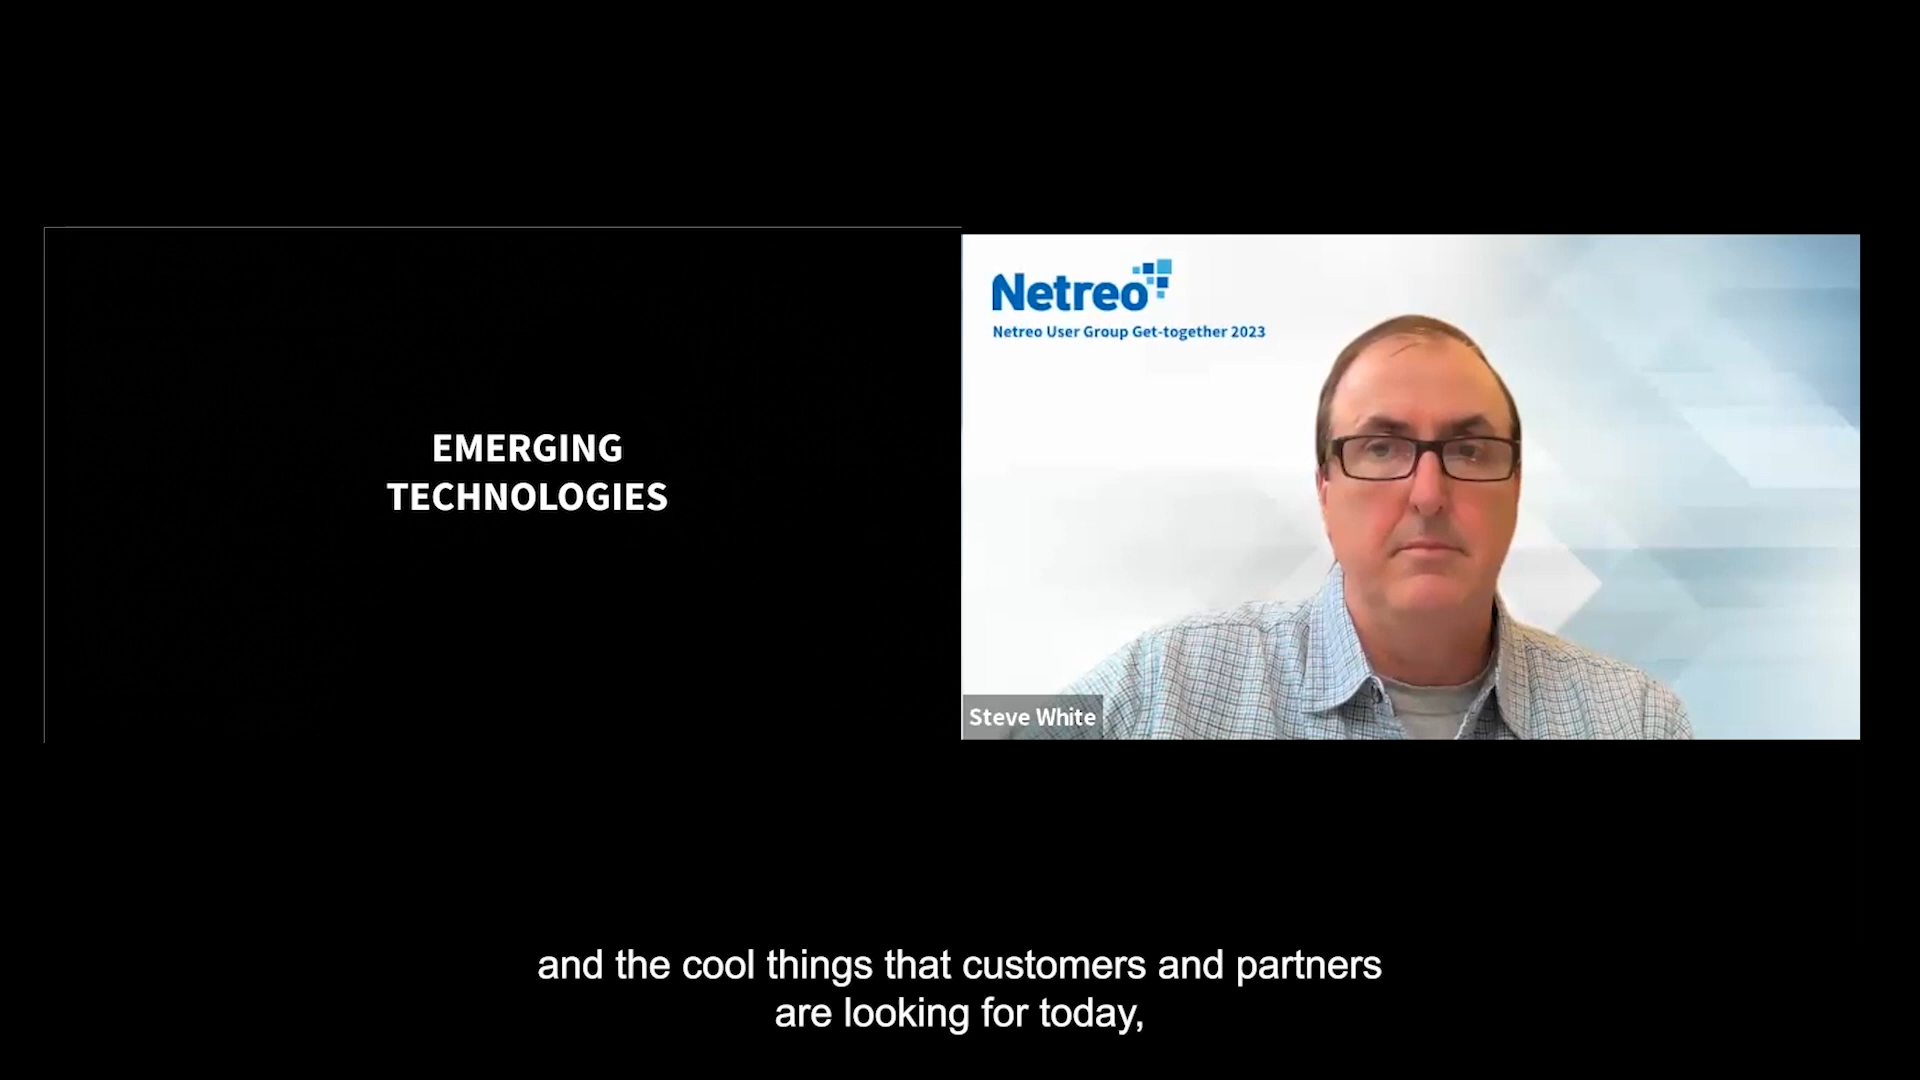 EMERGING
TECHNOLOGIES
Netreo
Netreo User Group Get-together 2023
Steve White
and the cool things that customers and partners
are looking for today,